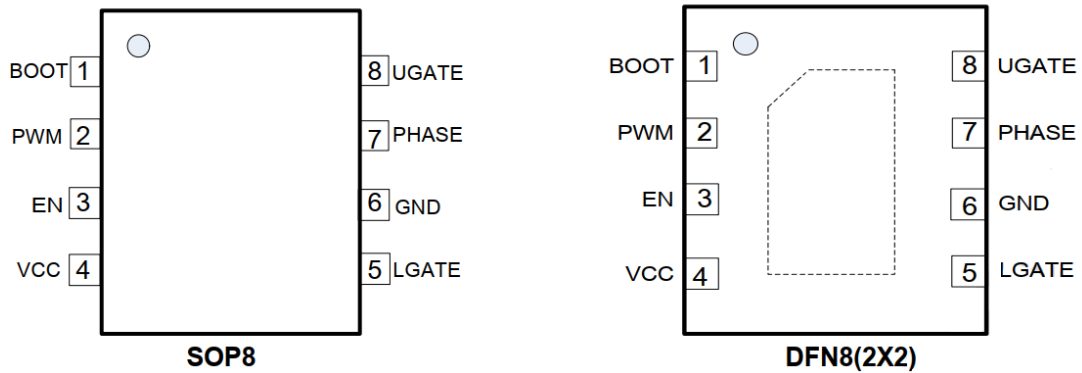 BOOT 1 8 UGATE
PWM 2 7 PHASE
EN 3 6 GND
VCC 4 5 LGATE
SOP8
BOOT 1 8 UGATE
PWM 2 7 PHASE
EN 3 6 GND
VCC 4 5 LGATE
DFN8(2X2)